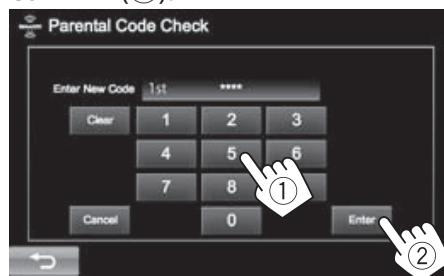 Parental Code Check
Enter New Code 1st ****
Clear 1 2 3
4 5 6
7 8
Cancel 0 Enter
1
2